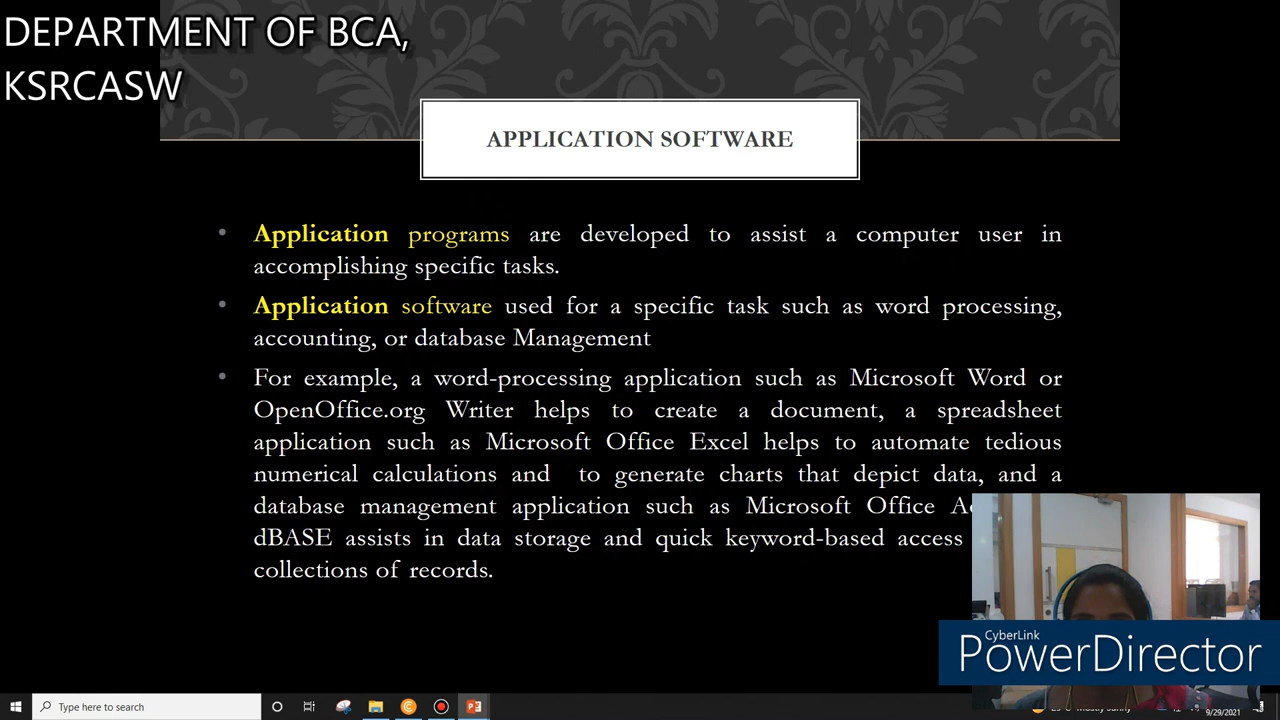 DEPARTMENT OF BCA,
KSRCASW
APPLICATION SOFTWARE
• Application programs are developed to assist a computer user in
accomplishing specific tasks.
• Application software used for a specific task such as word processing,
accounting, or database Management
• For example, a word-processing application such as Microsoft Word or
OpenOffice.org Writer helps to create a document, a spreadsheet
application such as Microsoft Office Excel helps to automate tedious
numerical calculations and to generate charts that depict data, and a
database management application such as Microsoft Office
dBASE assists in data storage and quick keyword-based access
collections of records.
CyberLink
PowerDirector
Type here to search
Mostly sunny
9/29/2021